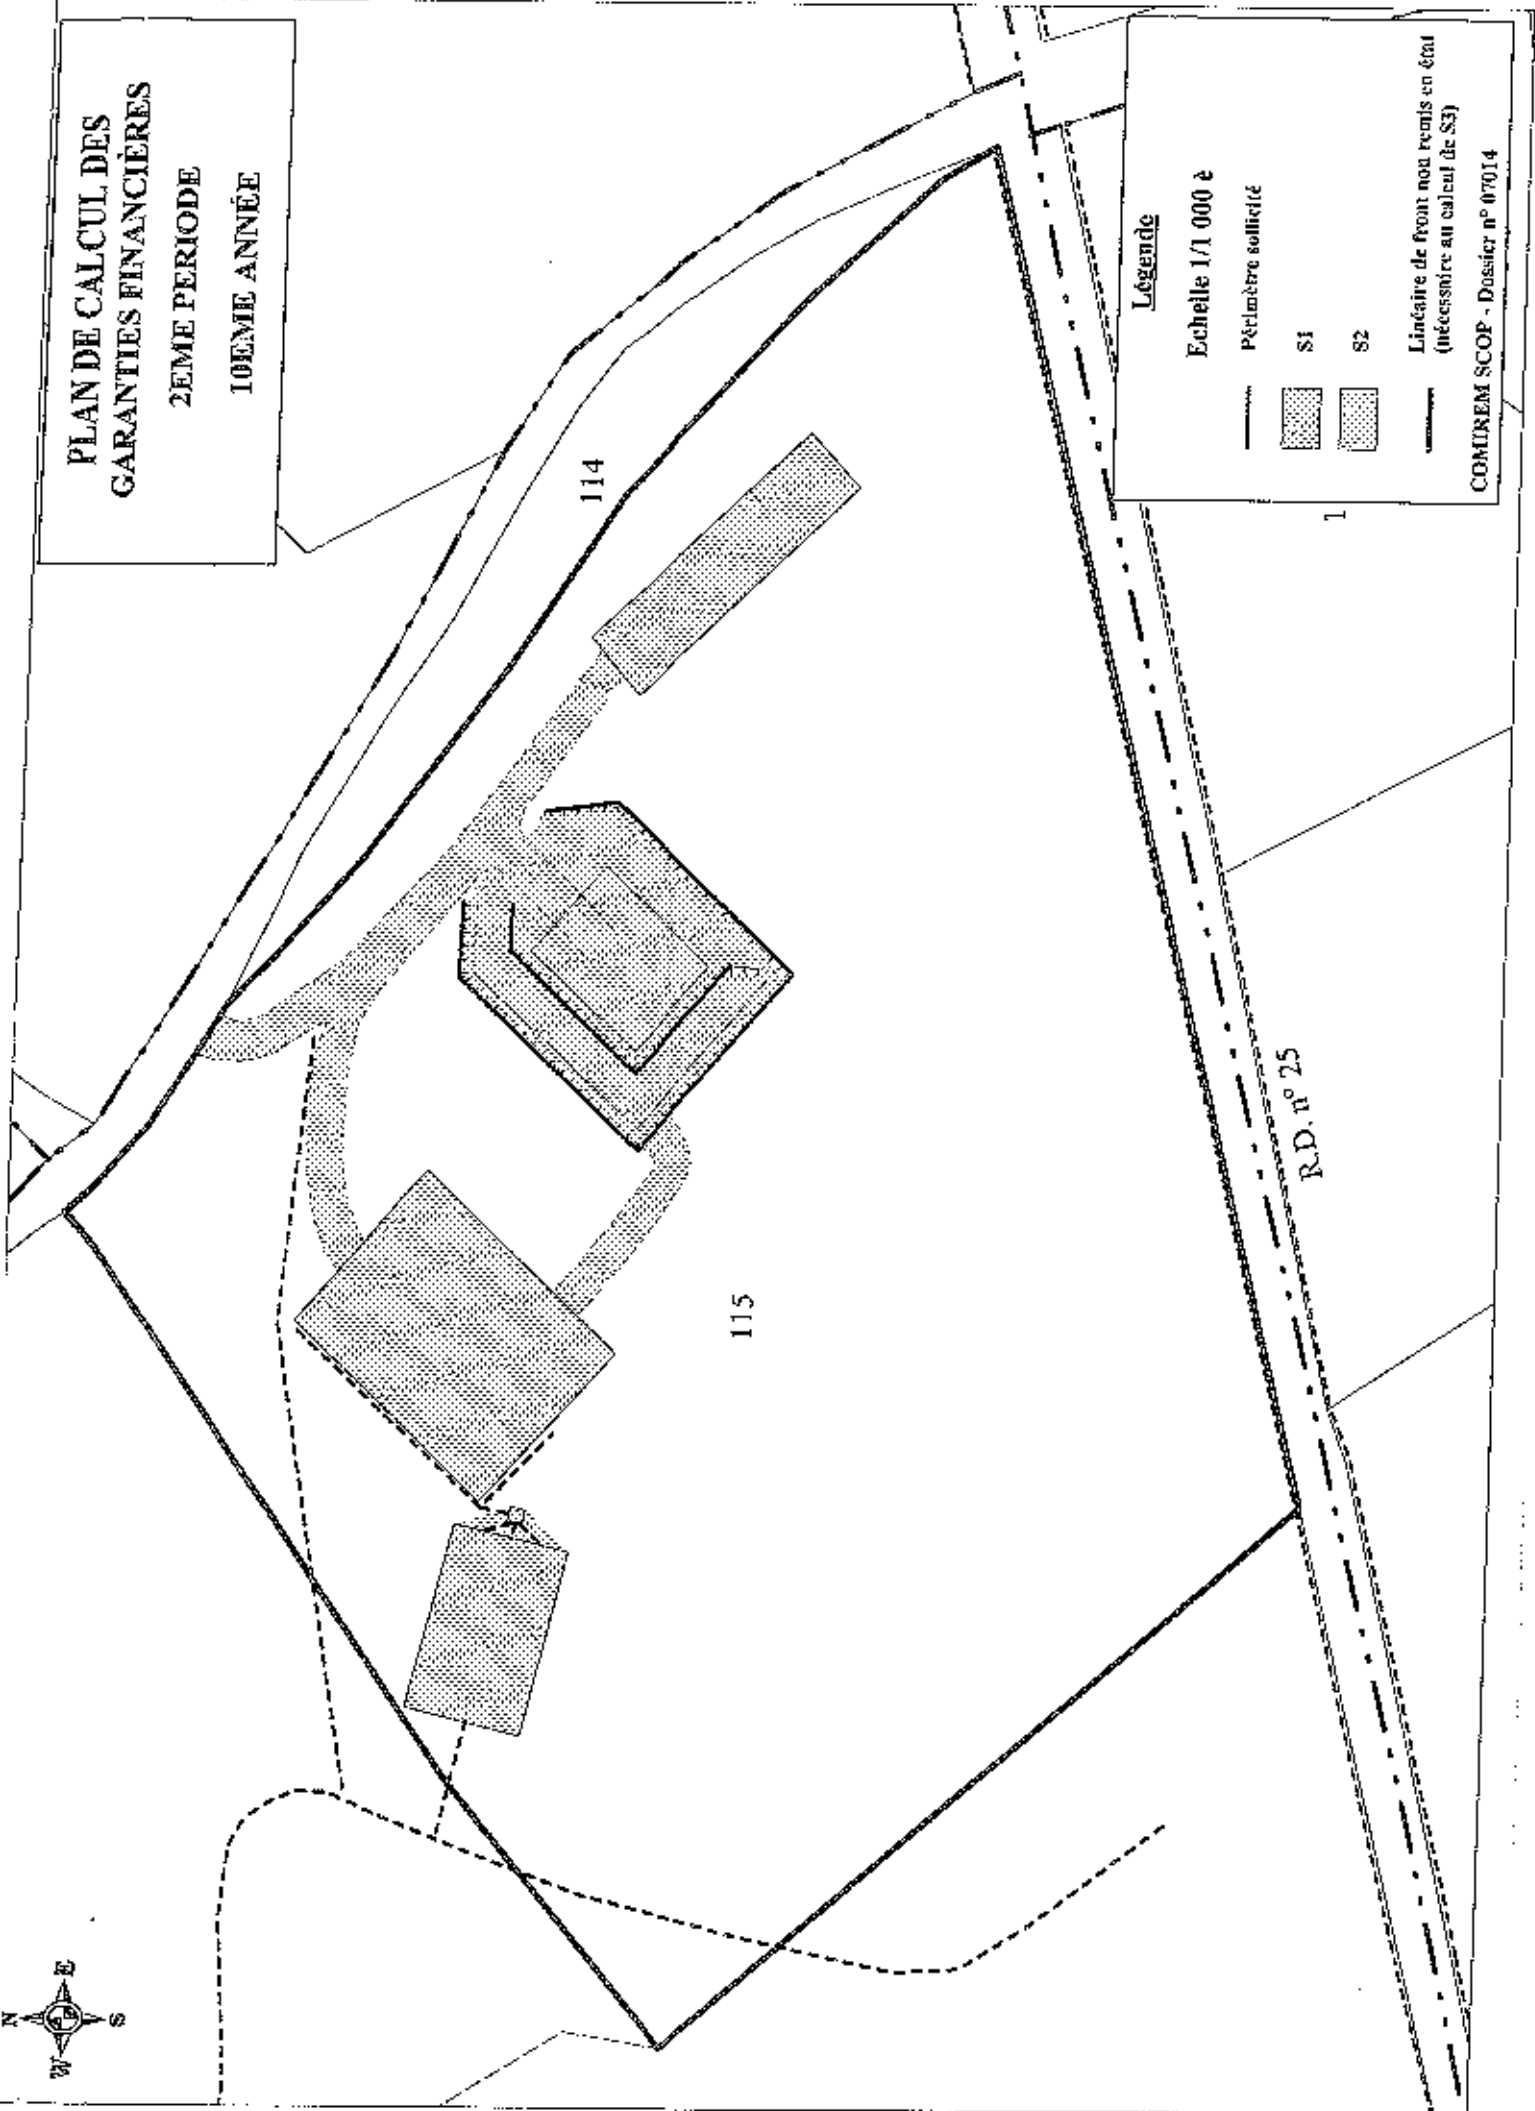 PLAN DE CALCUL DES
GARANTIES FINANCIÈRES
2EME PERIODE
10EME ANNÉE
N
W E
S
114
115
R.D. n° 25
1
Légende
Echelle 1/1 000 è
Périmètre sollicité
S1
S2
Linéaire de front non remis en état
(nécessaire au calcul de S3)
COMIREM SCOP - Dossier n° 07014